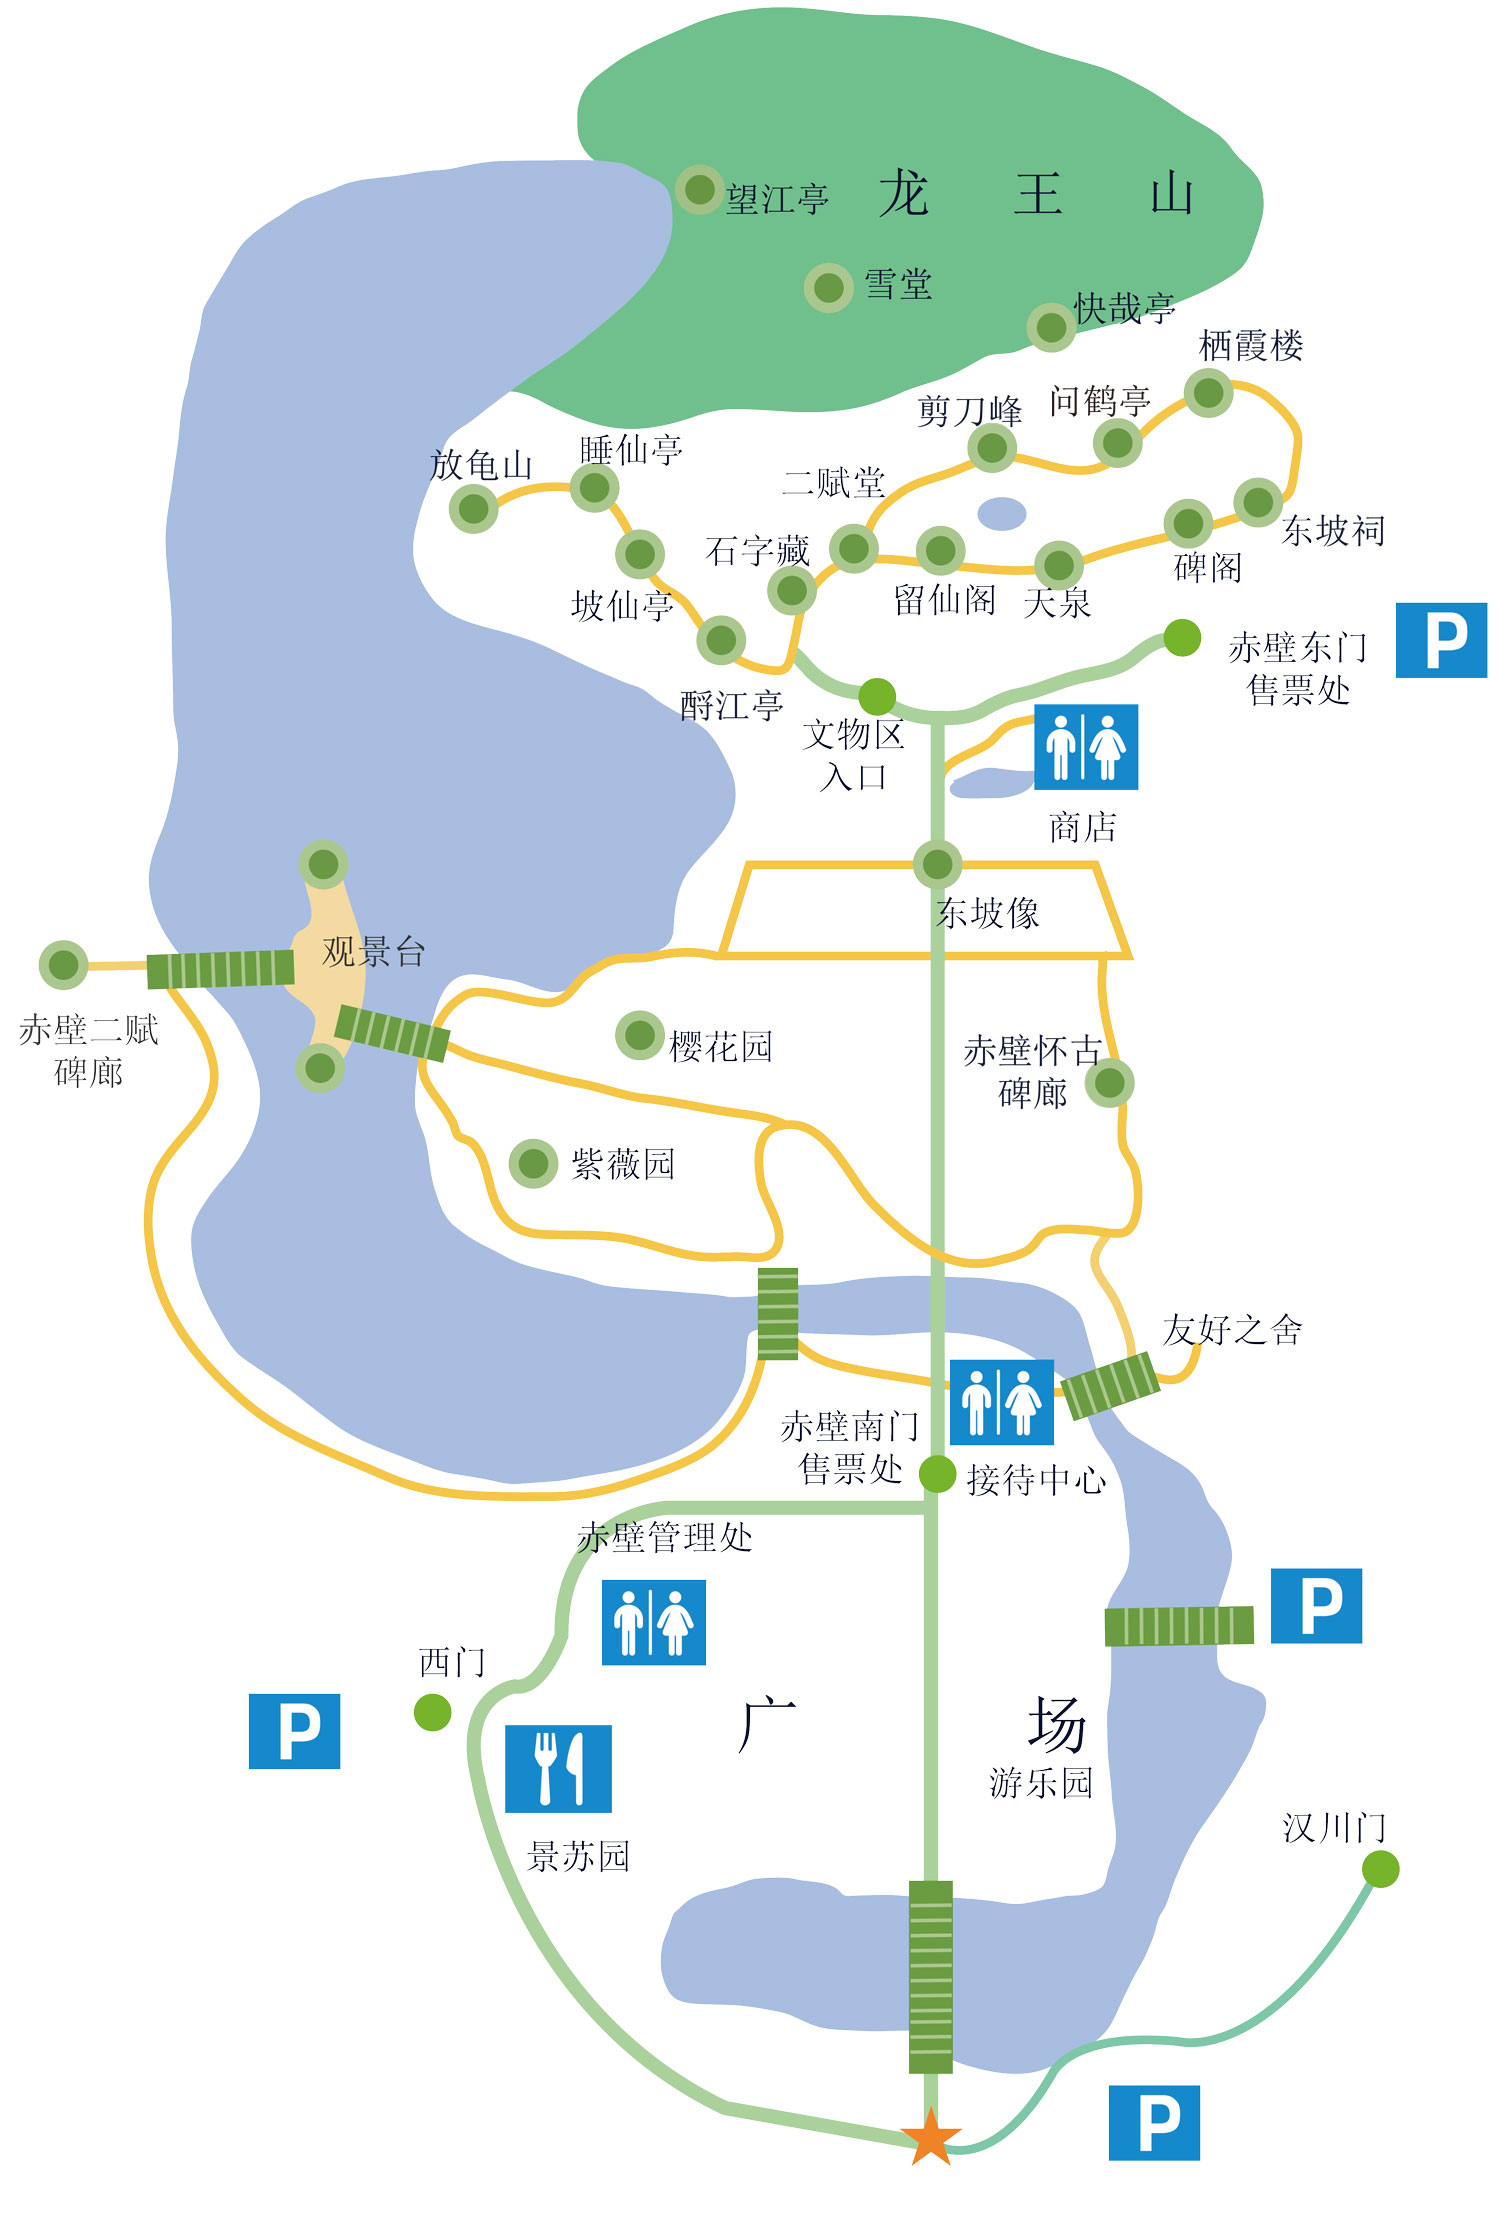 龙王山
望江亭
雪堂
快哉亭
栖霞楼
问鹤亭
剪刀峰
睡仙亭
放龟山
二赋堂
东坡祠
石字藏
碑阁
留仙阁
天泉
坡仙亭
赤壁东门
售票处
P
酹江亭
文物区
入口
商店
东坡像
观景台
赤壁二赋
碑廊
樱花园
赤壁怀古
碑廊
紫薇园
友好之舍
赤壁南门
售票处
接待中心
赤壁管理处
P
西门
P
广场
游乐园
汉川门
景苏园
P